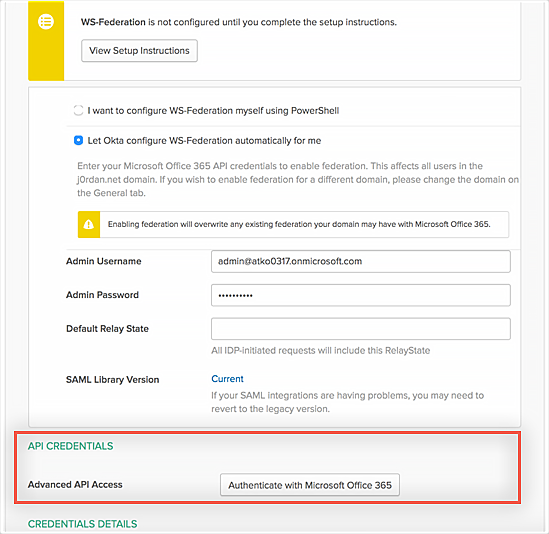 WS-Federation is not configured until you complete the setup instructions.
View Setup Instructions
I want to configure WS-Federation myself using PowerShell
Let Okta configure WS-Federation automatically for me
Enter your Microsoft Office 365 API credentials to enable federation. This affects all users in the
j0rdan.net domain. If you wish to enable federation for a different domain, please change the domain on
the General tab.
Enabling federation will overwrite any existing federation your domain may have with Microsoft Office 365.
Admin Username
admin@atko0317.onmicrosoft.com
Admin Password
••••••••••
Default Relay State
All IDP-initiated requests will include this RelayState
SAML Library Version
Current
If your SAML integrations are having problems, you may need to
revert to the legacy version.
API CREDENTIALS
Advanced API Access
Authenticate with Microsoft Office 365
CREDENTIALS DETAILS